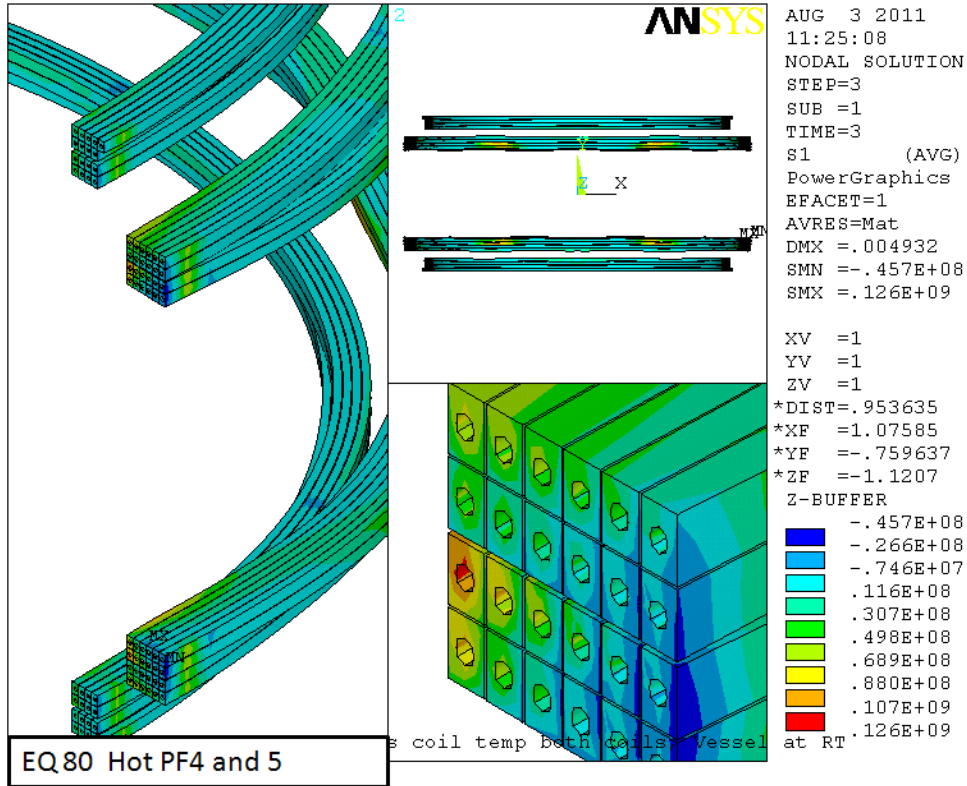 2
ANSYS
AUG 3 2011
11:25:08
NODAL SOLUTION
STEP=3
SUB =1
TIME=3
S1 (AVG)
PowerGraphics
EFACET=1
AVRES=Mat
DMX =.004932
SMN =-.457E+08
SMX =.126E+09
XV =1
YV =1
ZV =1
*DIST=.953635
*XF =1.07585
*YF =-.759637
*ZF =-1.1207
Z-BUFFER
-.457E+08
-.266E+08
-.746E+07
.116E+08
.307E+08
.498E+08
.689E+08
.880E+08
.107E+09
.126E+09
Y
Z X
MX
MN
MX
MN
s coil temp both coils, Vessel at RT
EQ 80 Hot PF4 and 5